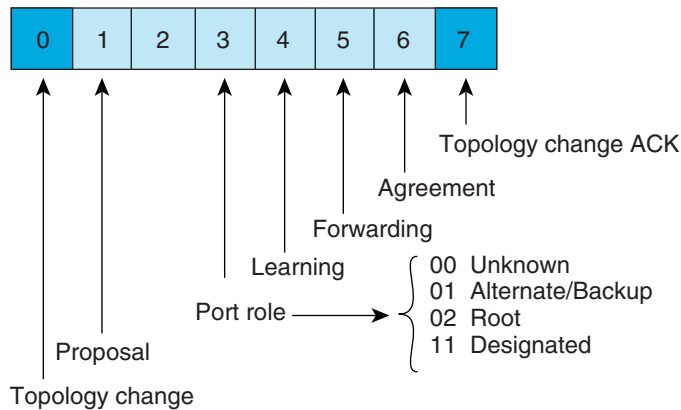 0 1 2 3 4 5 6 7
Topology change ACK
Agreement
Forwarding
Learning
Port role
00 Unknown
01 Alternate/Backup
02 Root
11 Designated
Proposal
Topology change